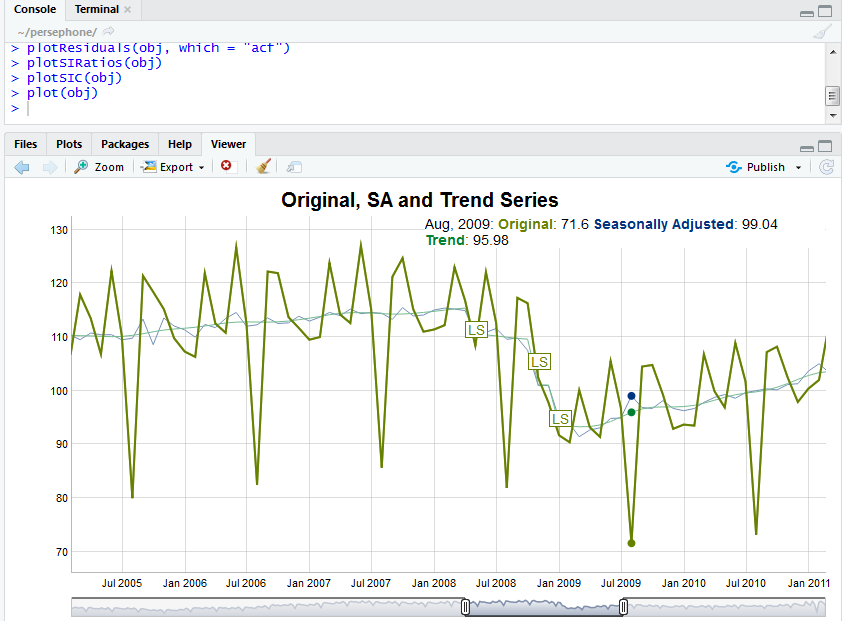 Console Terminal ×
~/persephone/
> plotResiduals(obj, which = "acf")
> plotSIRatios(obj)
> plotSIC(obj)
> plot(obj)
>
Files Plots Packages Help Viewer
Zoom Export Publish
Original, SA and Trend Series
Aug, 2009: Original: 71.6 Seasonally Adjusted: 99.04
Trend: 95.98
130
120
110
100
90
80
70
LS
LS
LS
Jul 2005 Jan 2006 Jul 2006 Jan 2007 Jul 2007 Jan 2008 Jul 2008 Jan 2009 Jul 2009 Jan 2010 Jul 2010 Jan 2011